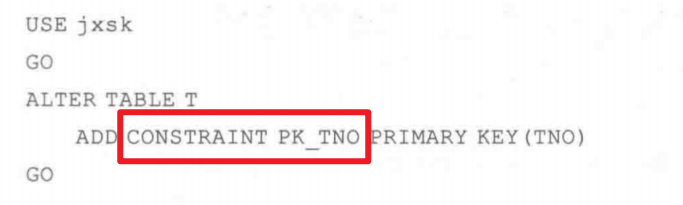 USE jxsk
GO
ALTER TABLE T
ADD CONSTRAINT PK_TNO PRIMARY KEY(TNO)
GO